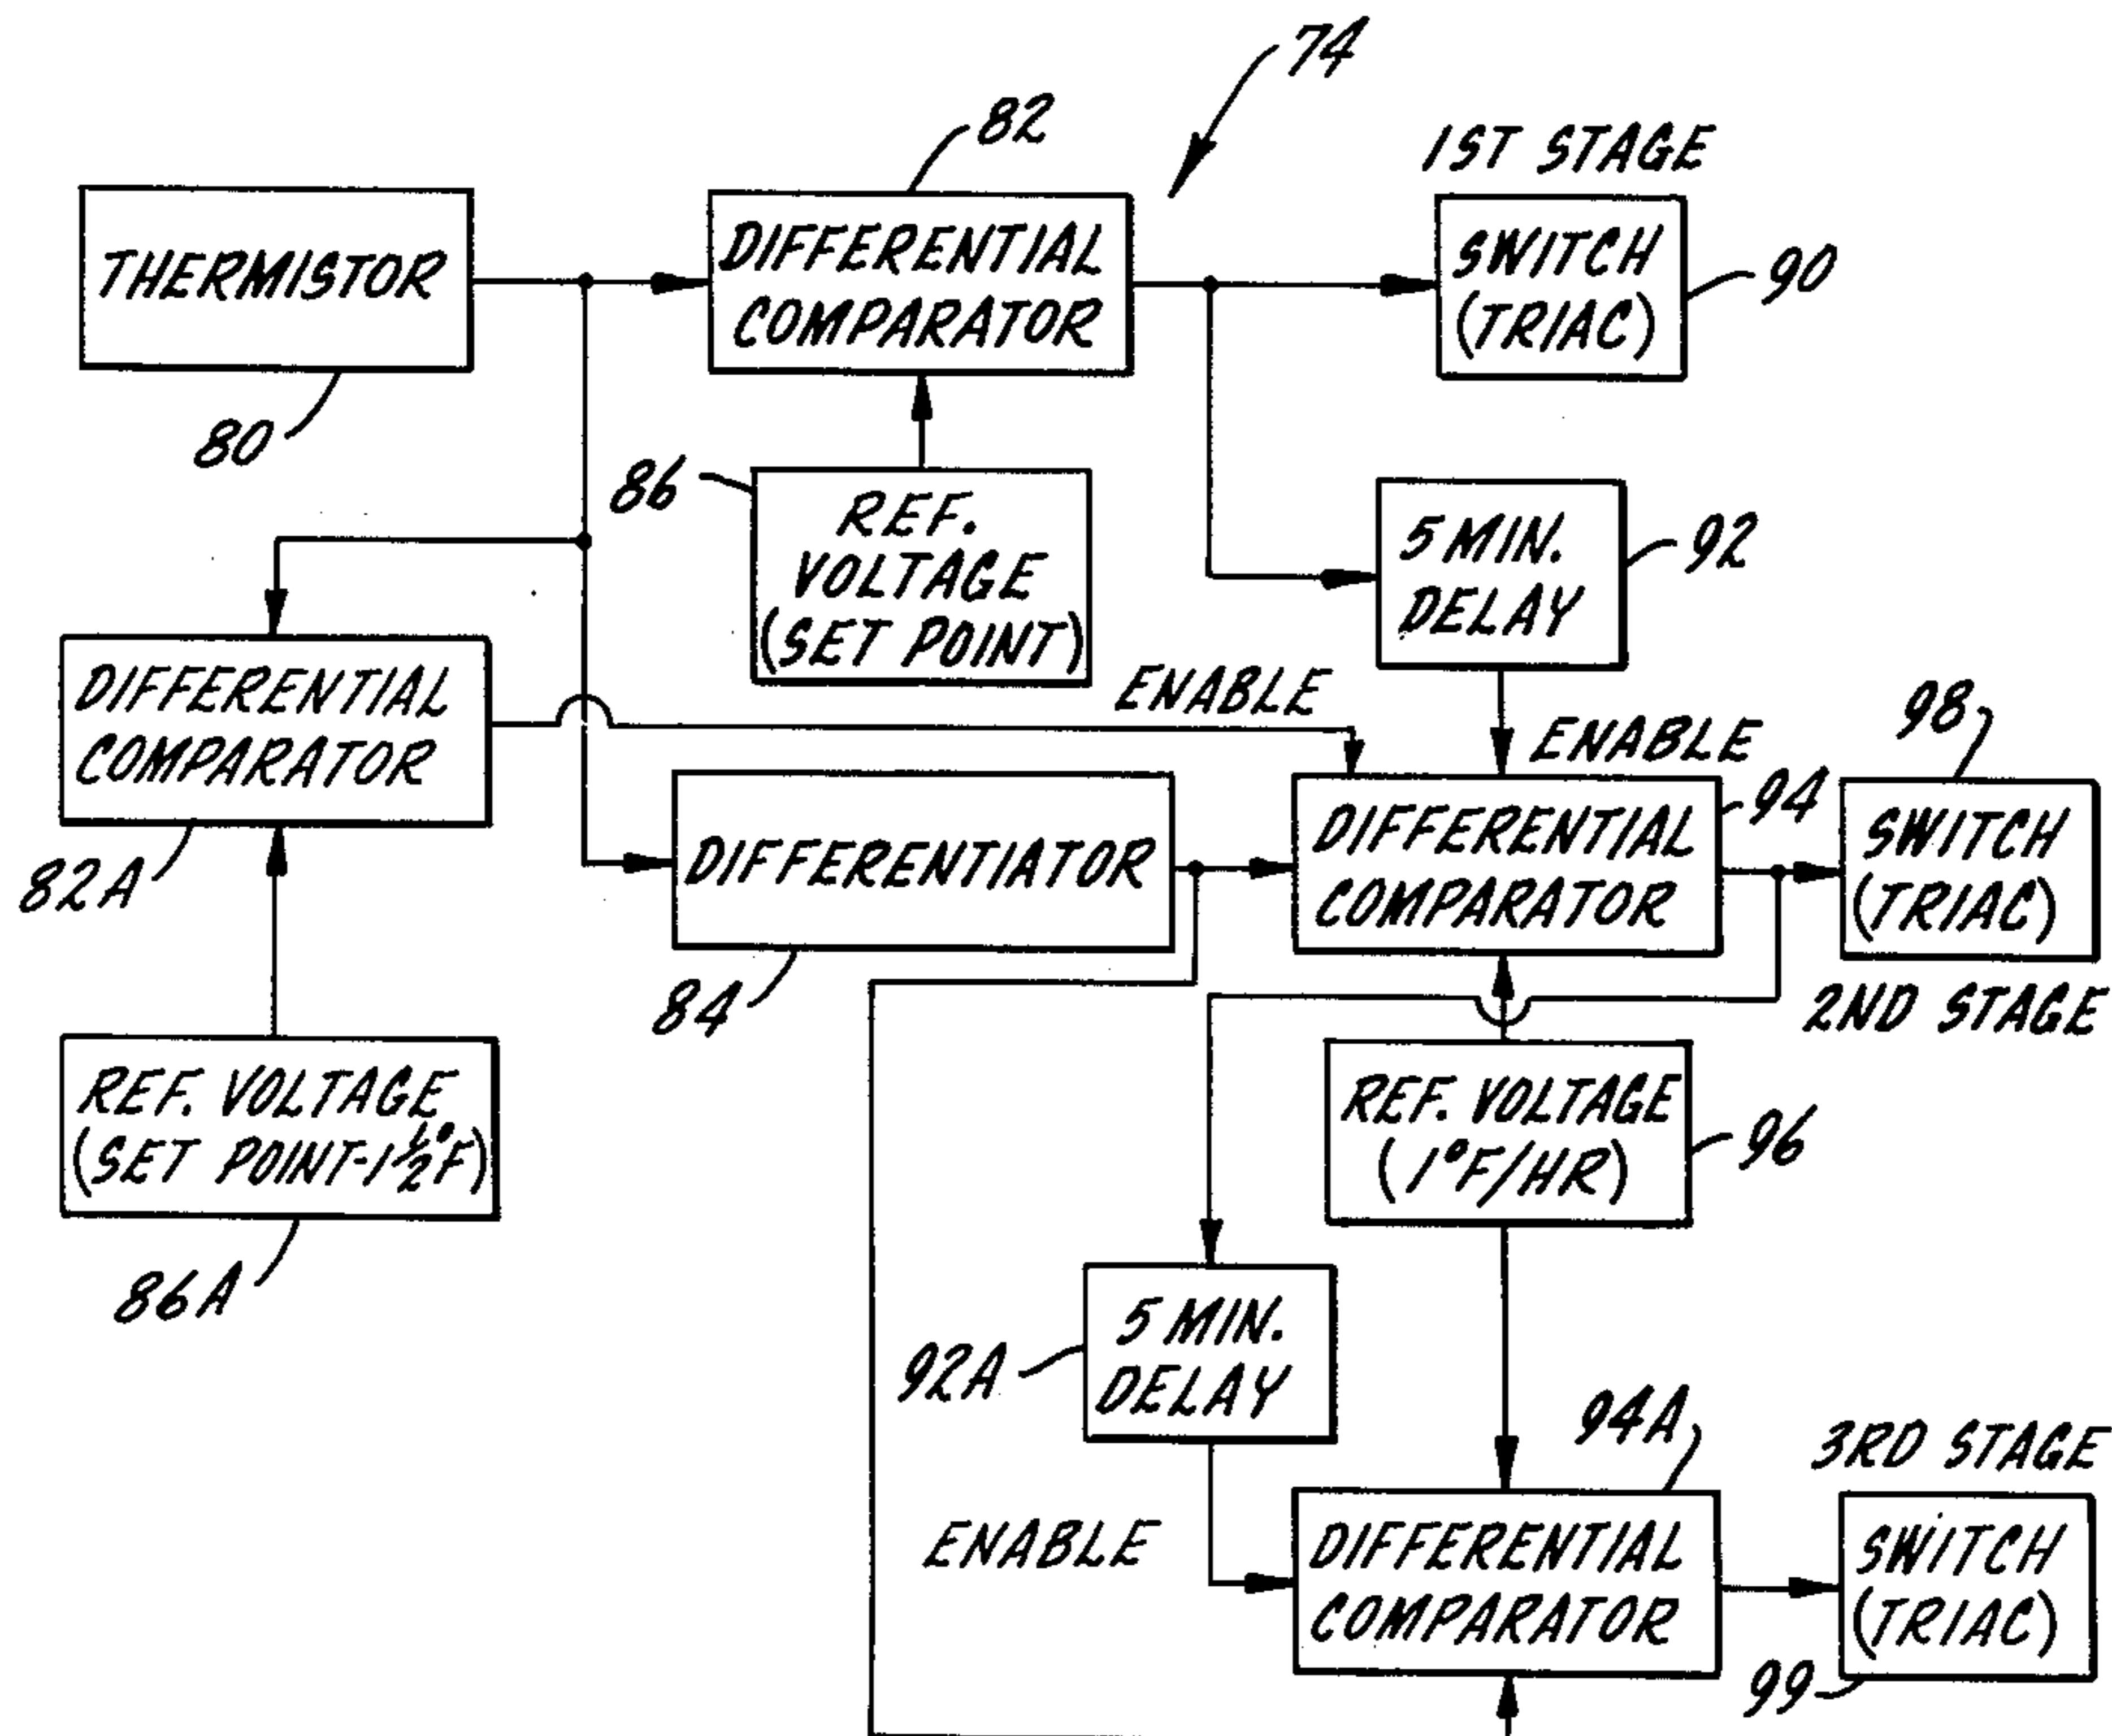 74
82
1ST STAGE
THERMISTOR
DIFFERENTIAL
COMPARATOR
SWITCH
(TRIAC)
90
80
86
REF.
VOLTAGE
(SET POINT)
5 MIN.
DELAY
92
DIFFERENTIAL
COMPARATOR
82A
ENABLE
ENABLE
98
DIFFERENTIATOR
84
DIFFERENTIAL
COMPARATOR
94
SWITCH
(TRIAC)
2ND STAGE
REF. VOLTAGE
(SET POINT-1½°F)
86A
REF. VOLTAGE
(1°F/HR)
96
5 MIN.
DELAY
92A
94A
3RD STAGE
ENABLE
DIFFERENTIAL
COMPARATOR
SWITCH
(TRIAC)
99